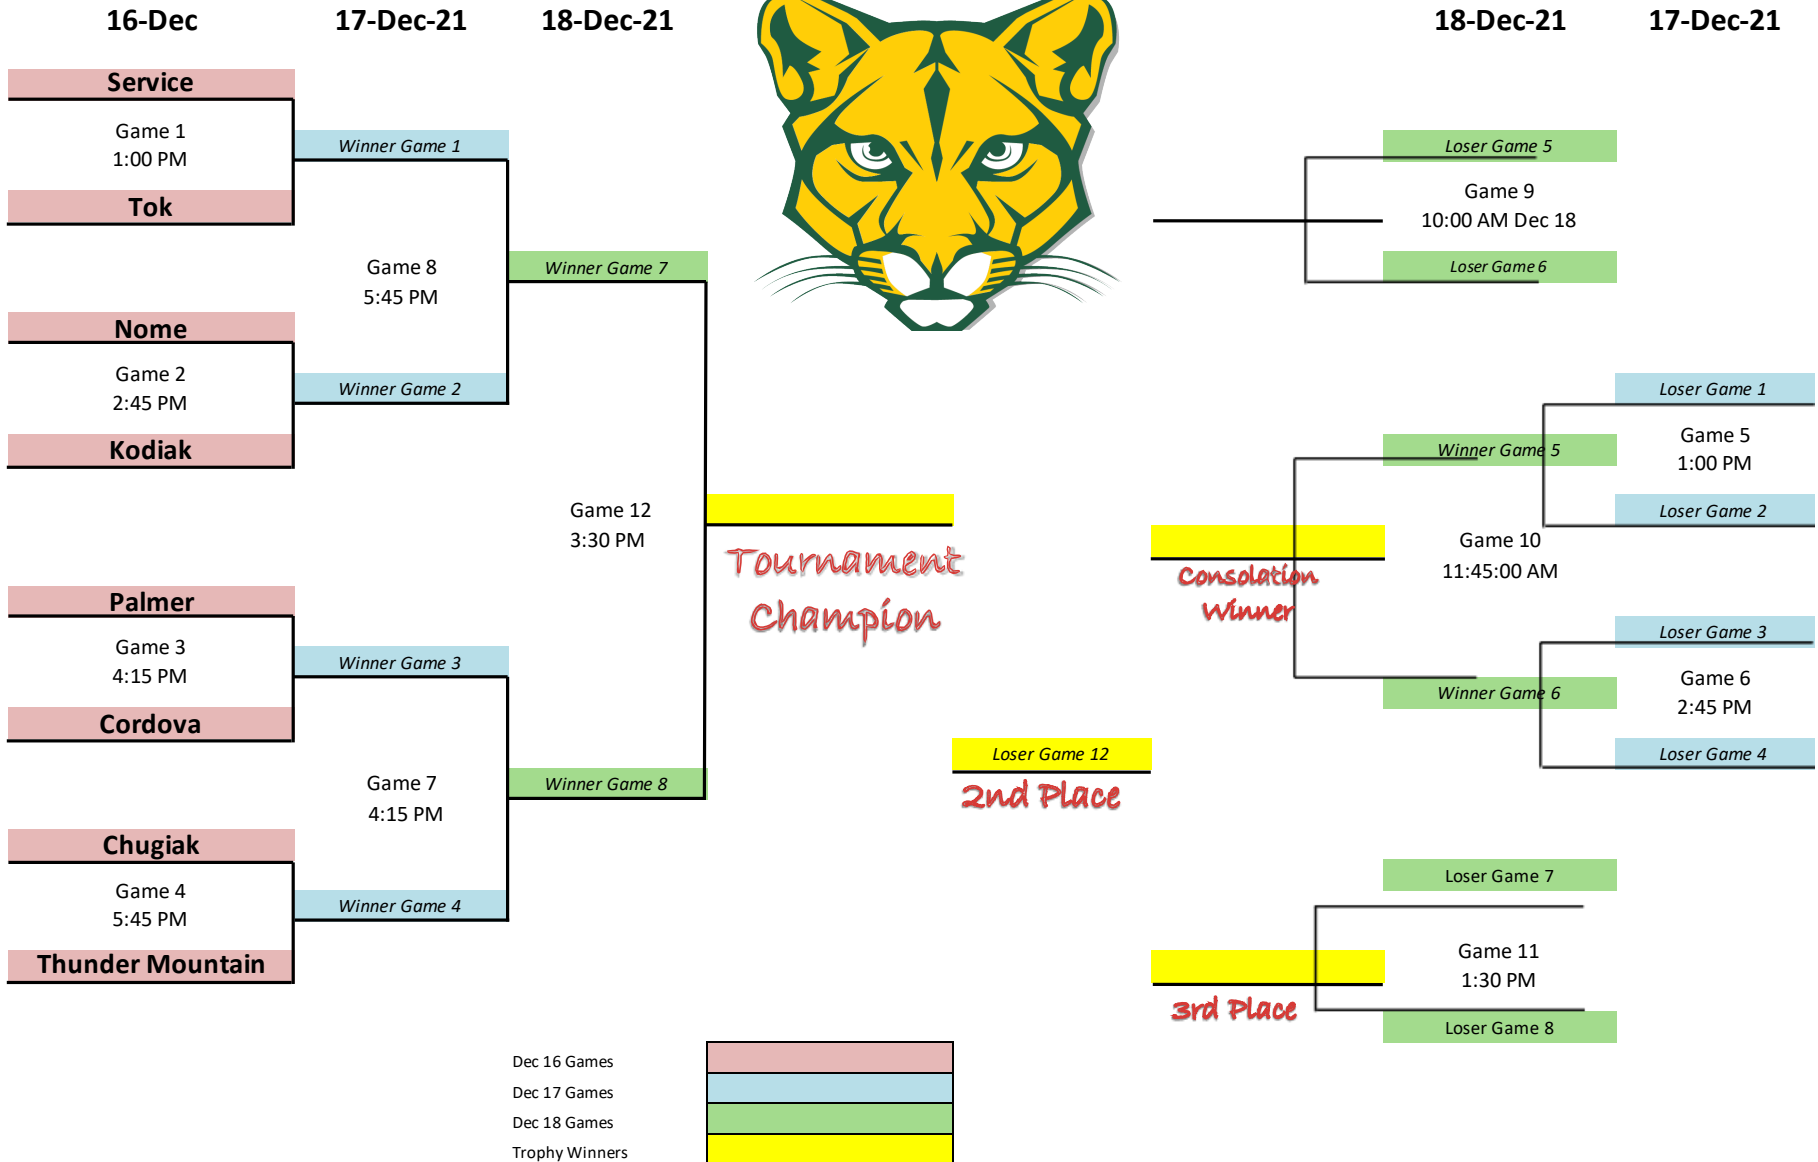 16-Dec
17-Dec-21
18-Dec-21
18-Dec-21
17-Dec-21
Service
Game 1
1:00 PM
Tok
Winner Game 1
Game 8
5:45 PM
Nome
Game 2
2:45 PM
Kodiak
Winner Game 2
Winner Game 7
Game 12
3:30 PM
Palmer
Game 3
4:15 PM
Cordova
Winner Game 3
Game 7
4:15 PM
Winner Game 8
Chugiak
Game 4
5:45 PM
Thunder Mountain
Winner Game 4
Tournament
Champion
Loser Game 12
2nd Place
Loser Game 5
Game 9
10:00 AM Dec 18
Loser Game 6
Loser Game 1
Game 5
1:00 PM
Loser Game 2
Winner Game 5
Game 10
11:45:00 AM
Consolation
Winner
Winner Game 6
Loser Game 3
Game 6
2:45 PM
Loser Game 4
Loser Game 7
Game 11
1:30 PM
3rd Place
Loser Game 8
Dec 16 Games
Dec 17 Games
Dec 18 Games
Trophy Winners